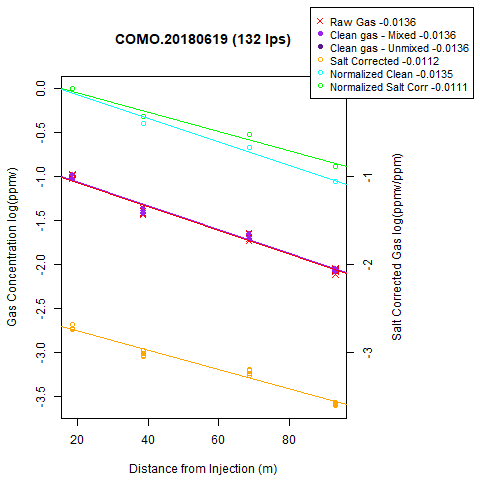 COMO.20180619 (132 lps)
Raw Gas -0.0136
Clean gas - Mixed -0.0136
Clean gas - Unmixed -0.0136
Salt Corrected -0.0112
Normalized Clean -0.0135
Normalized Salt Corr -0.0111
Gas Concentration log(ppmv)
0.0
-0.5
-1.0
-1.5
-2.0
-2.5
-3.0
-3.5
20 40 60 80
Distance from Injection (m)
-1
-2
-3
Salt Corrected Gas log(ppmv/ppm)